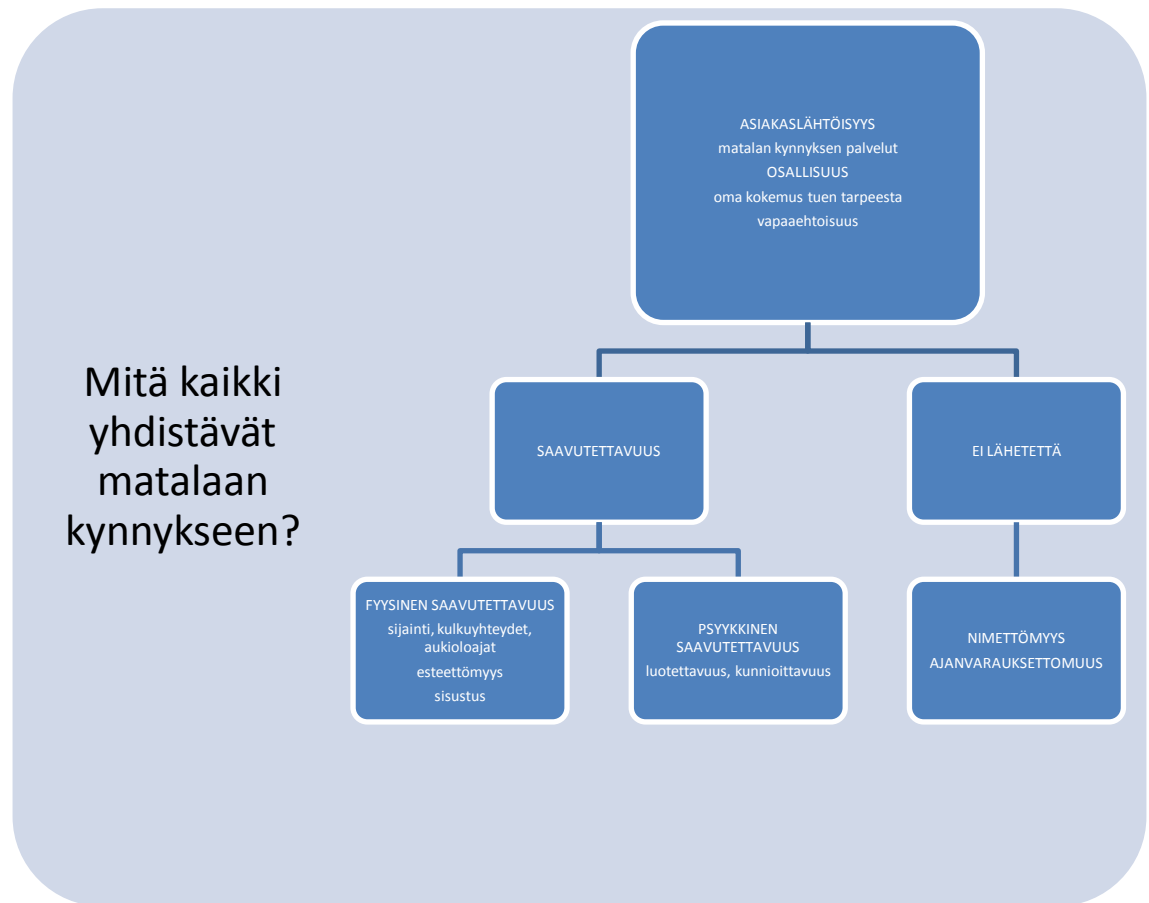 Mitä kaikki
yhdistävät
matalaan
kynnykseen?
ASIAKASLÄHTÖISYYS
matalan kynnyksen palvelut
OSALLISUUS
oma kokemus tuen tarpeesta
vapaaehtoisuus
SAAVUTETTAVUUS
EI LÄHETETTÄ
FYYSINEN SAAVUTETTAVUUS
sijainti, kulkuyhteydet,
aukioloajat
esteettömyys
sisustus
PSYYKKINEN
SAAVUTETTAVUUS
luotettavuus, kunnioittavuus
NIMETTÖMYYS
AJANVARAUKSETTOMUUS